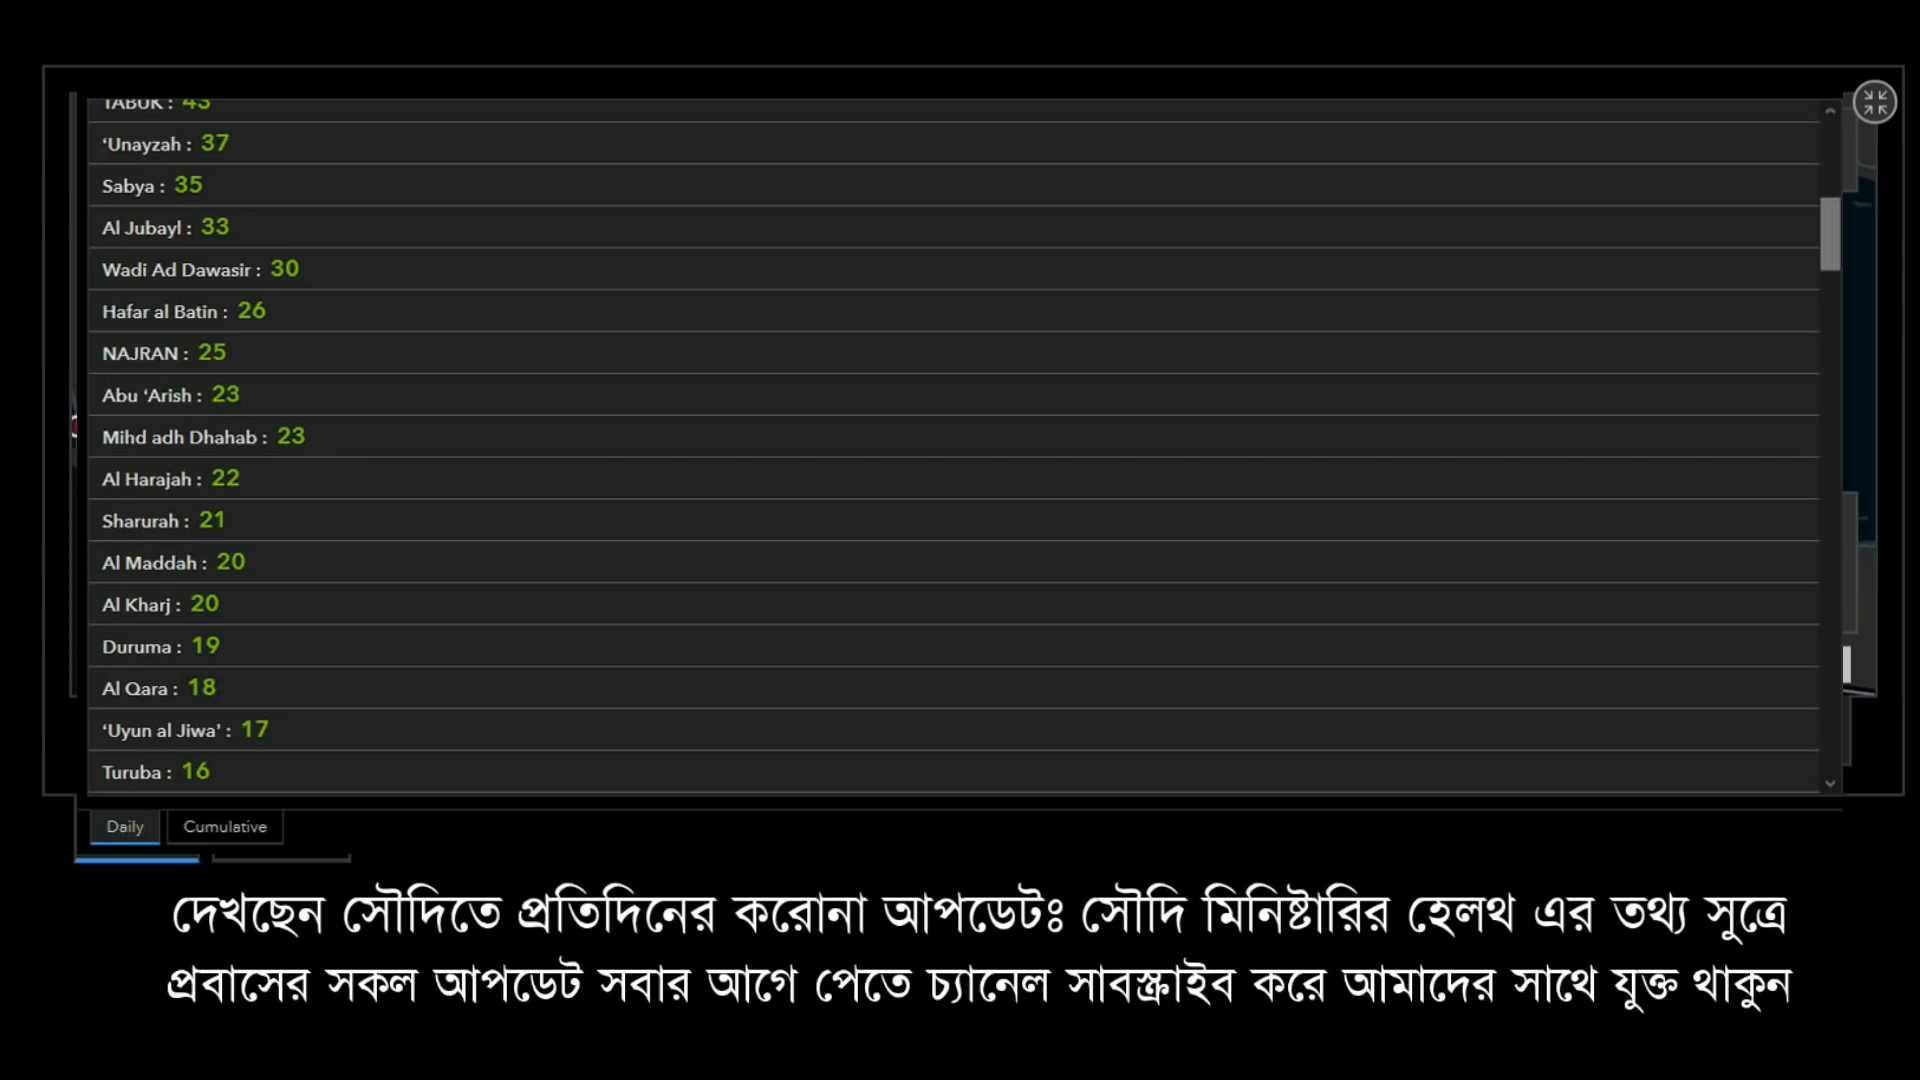 TABUK : 43
‘Unayzah : 37
Sabya : 35
Al Jubayl : 33
Wadi Ad Dawasir : 30
Hafar al Batin : 26
NAJRAN : 25
Abu ‘Arish : 23
Mihd adh Dhahab : 23
Al Harajah : 22
Sharurah : 21
Al Maddah : 20
Al Kharj : 20
Duruma : 19
Al Qara : 18
‘Uyun al Jiwa’ : 17
Turuba : 16
Daily Cumulative
দেখছেন সৌদিতে প্রতিদিনের করোনা আপডেটঃ সৌদি মিনিষ্টারির হেলথ এর তথ্য সুত্রে
প্রবাসের সকল আপডেট সবার আগে পেতে চ্যানেল সাবস্ক্রাইব করে আমাদের সাথে যুক্ত থাকুন